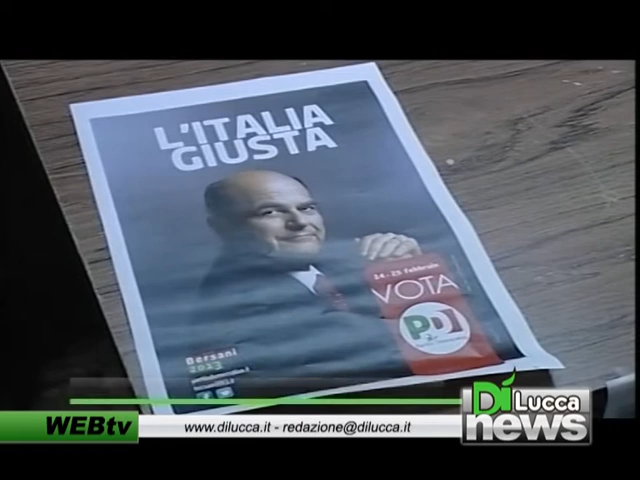 L'ITALIA
GIUSTA
24 - 25 febbraio
VOTA
PD
Bersani
2013
Di LUCCA
news
WEBtv
www.dilucca.it - redazione@dilucca.it